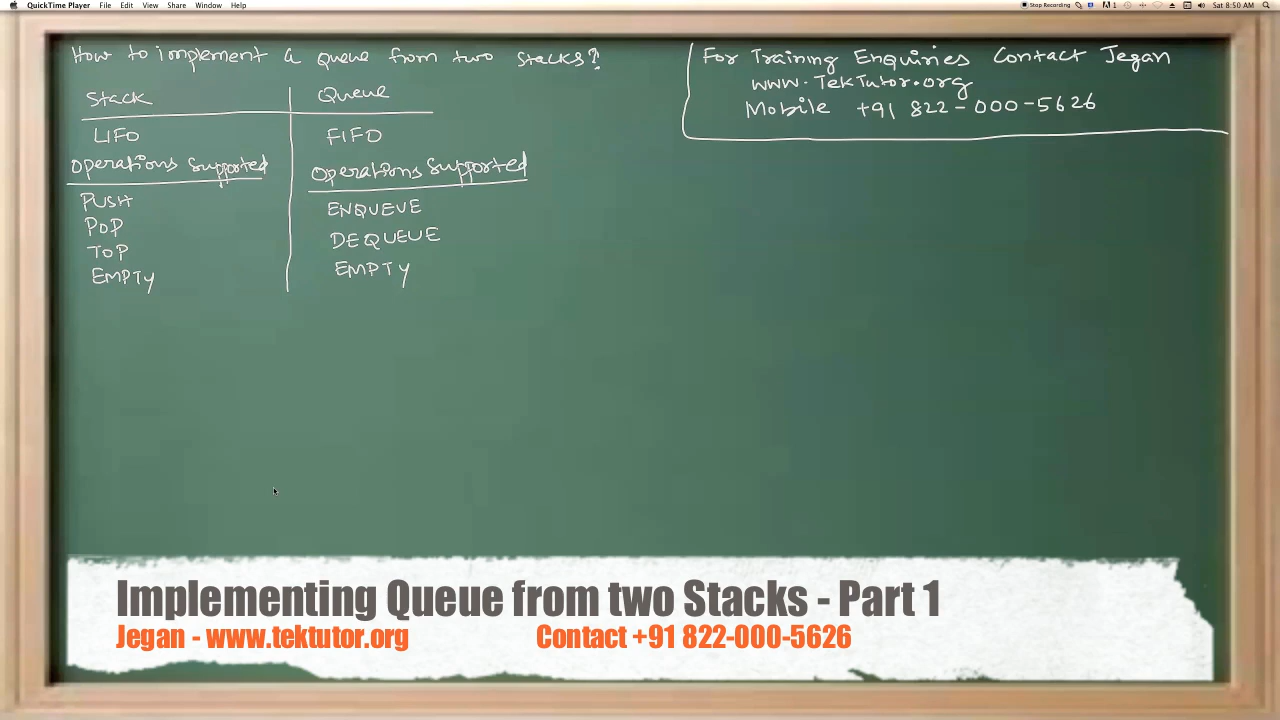 QuickTime Player File Edit View Share Window Help
Stop Recording
Sat 8:50 AM
How to implement a Queue from two stacks?
For Training Enquiries Contact Jegan
www.TekTutor.org
Mobile +91 822-000-5626
Stack Queue
LIFO FIFO
Operations Supported Operations Supported
PUSH ENQUEUE
POP DEQUEUE
TOP EMPTY
EMPTY
Implementing Queue from two Stacks - Part 1
Jegan - www.tektutor.org Contact +91 822-000-5626